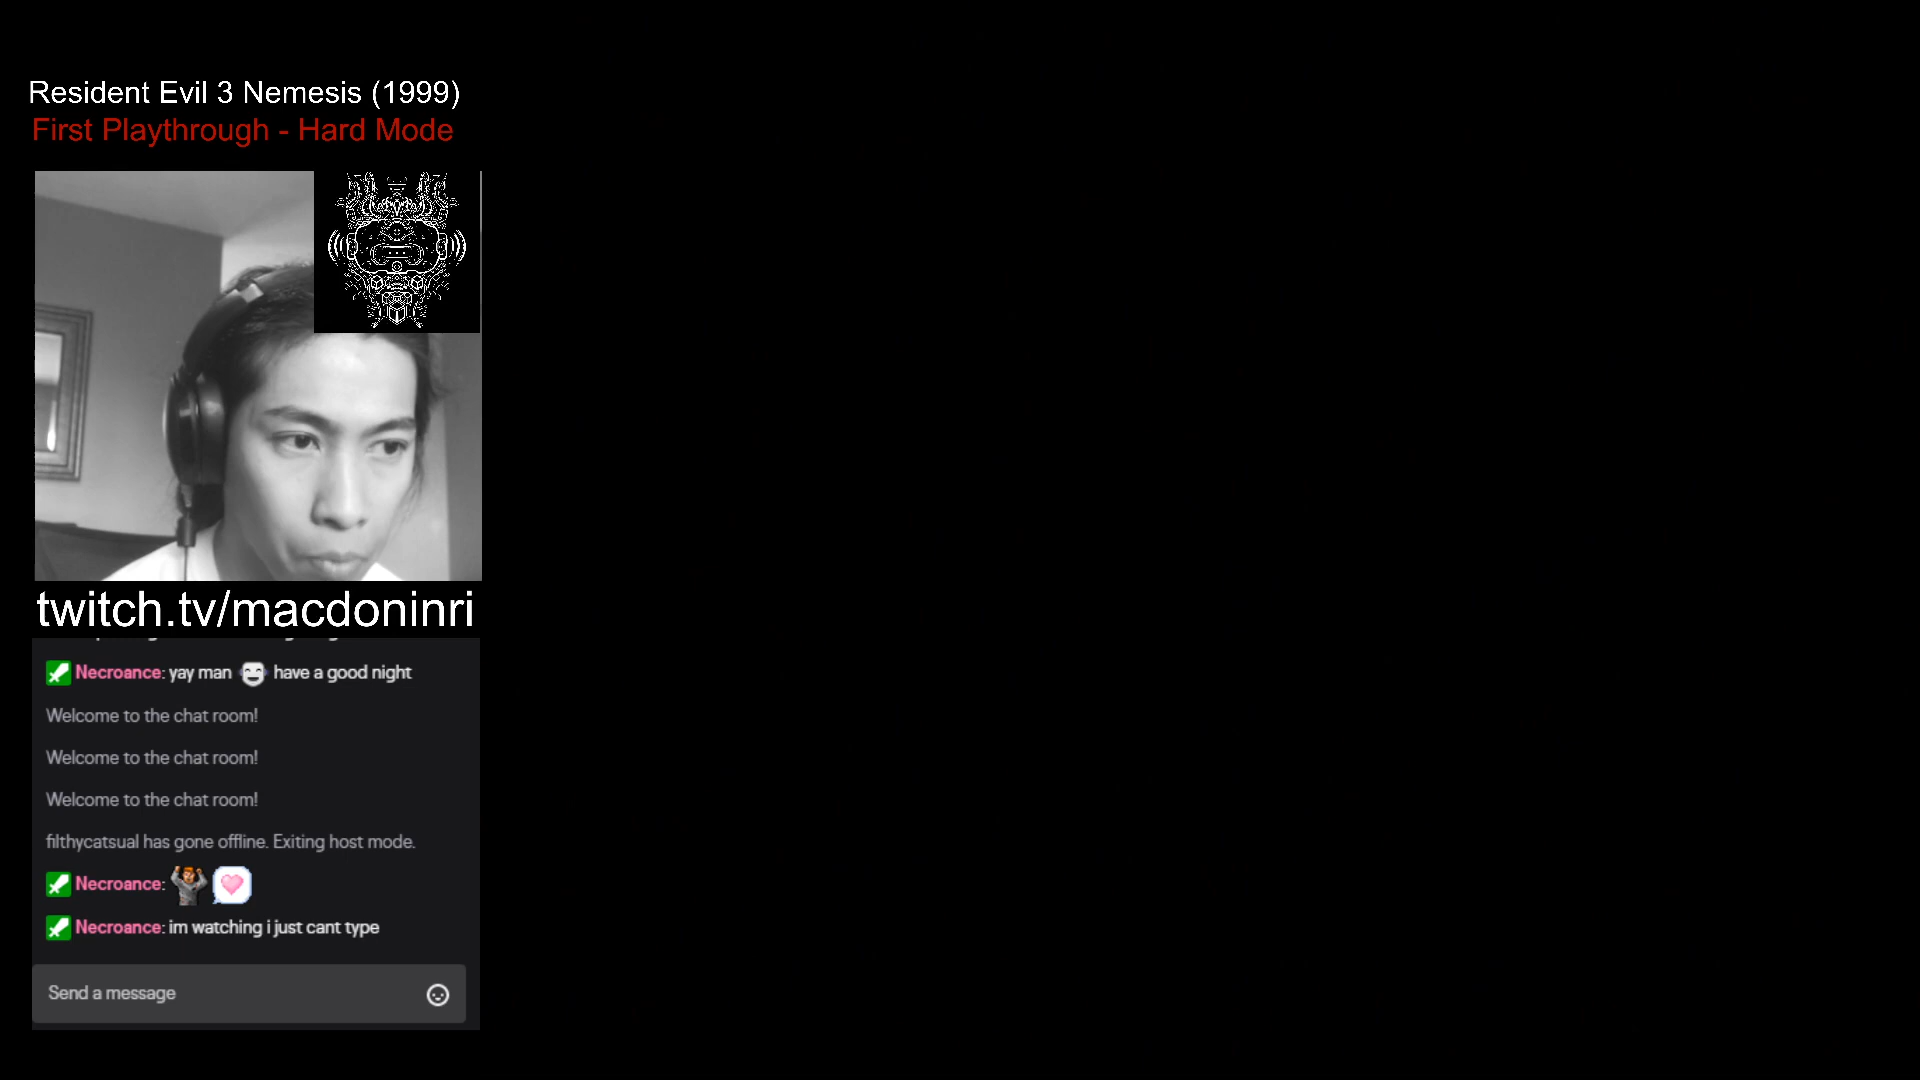 Resident Evil 3 Nemesis (1999)
First Playthrough - Hard Mode
twitch.tv/macdoninri
Necroance: yay man have a good night
Welcome to the chat room!
Welcome to the chat room!
Welcome to the chat room!
filthycatsual has gone offline. Exiting host mode.
Necroance:
Necroance: im watching i just cant type
Send a message